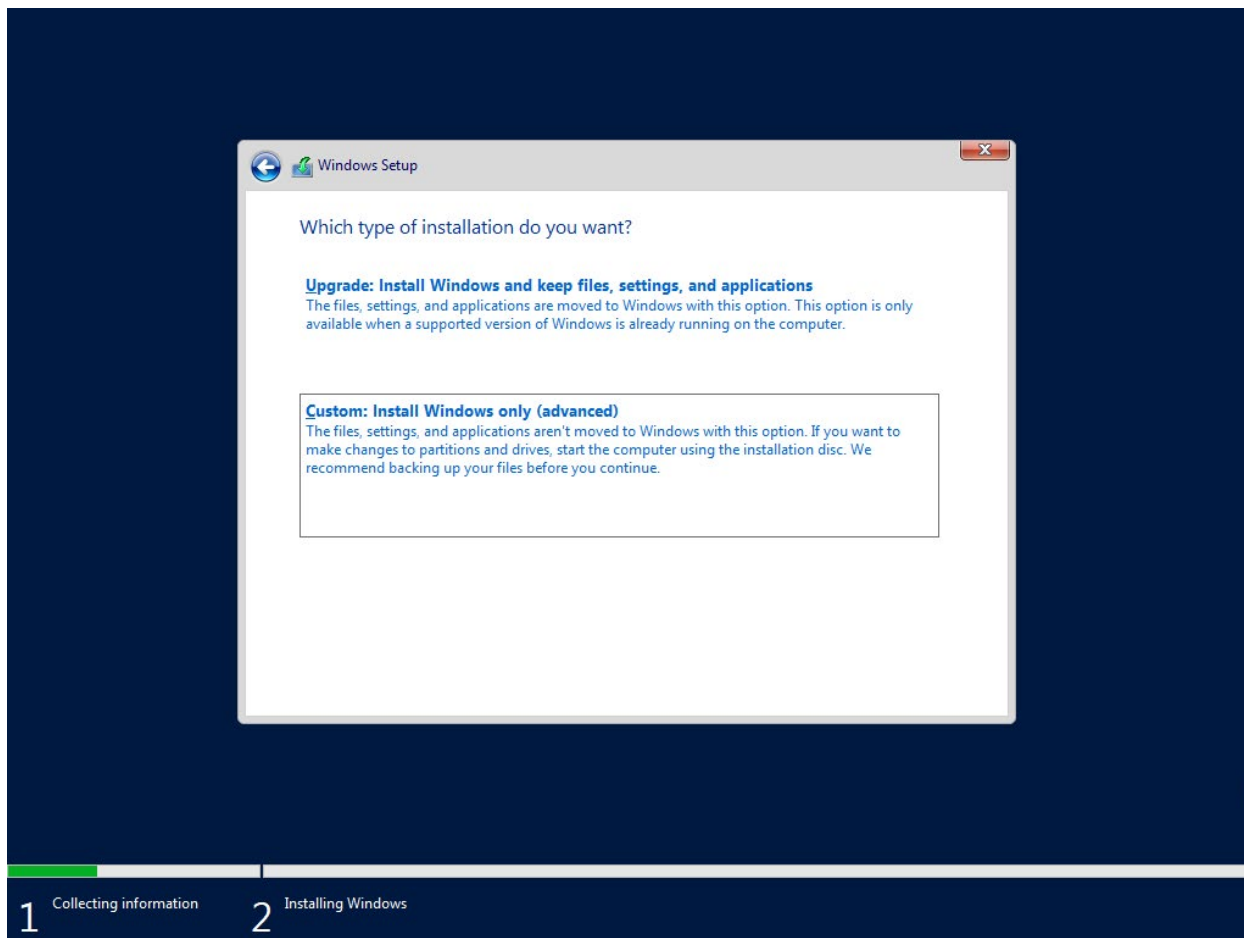 Windows Setup
Which type of installation do you want?
Upgrade: Install Windows and keep files, settings, and applications
The files, settings, and applications are moved to Windows with this option. This option is only
available when a supported version of Windows is already running on the computer.
Custom: Install Windows only (advanced)
The files, settings, and applications aren't moved to Windows with this option. If you want to
make changes to partitions and drives, start the computer using the installation disc. We
recommend backing up your files before you continue.
1 Collecting information 2 Installing Windows